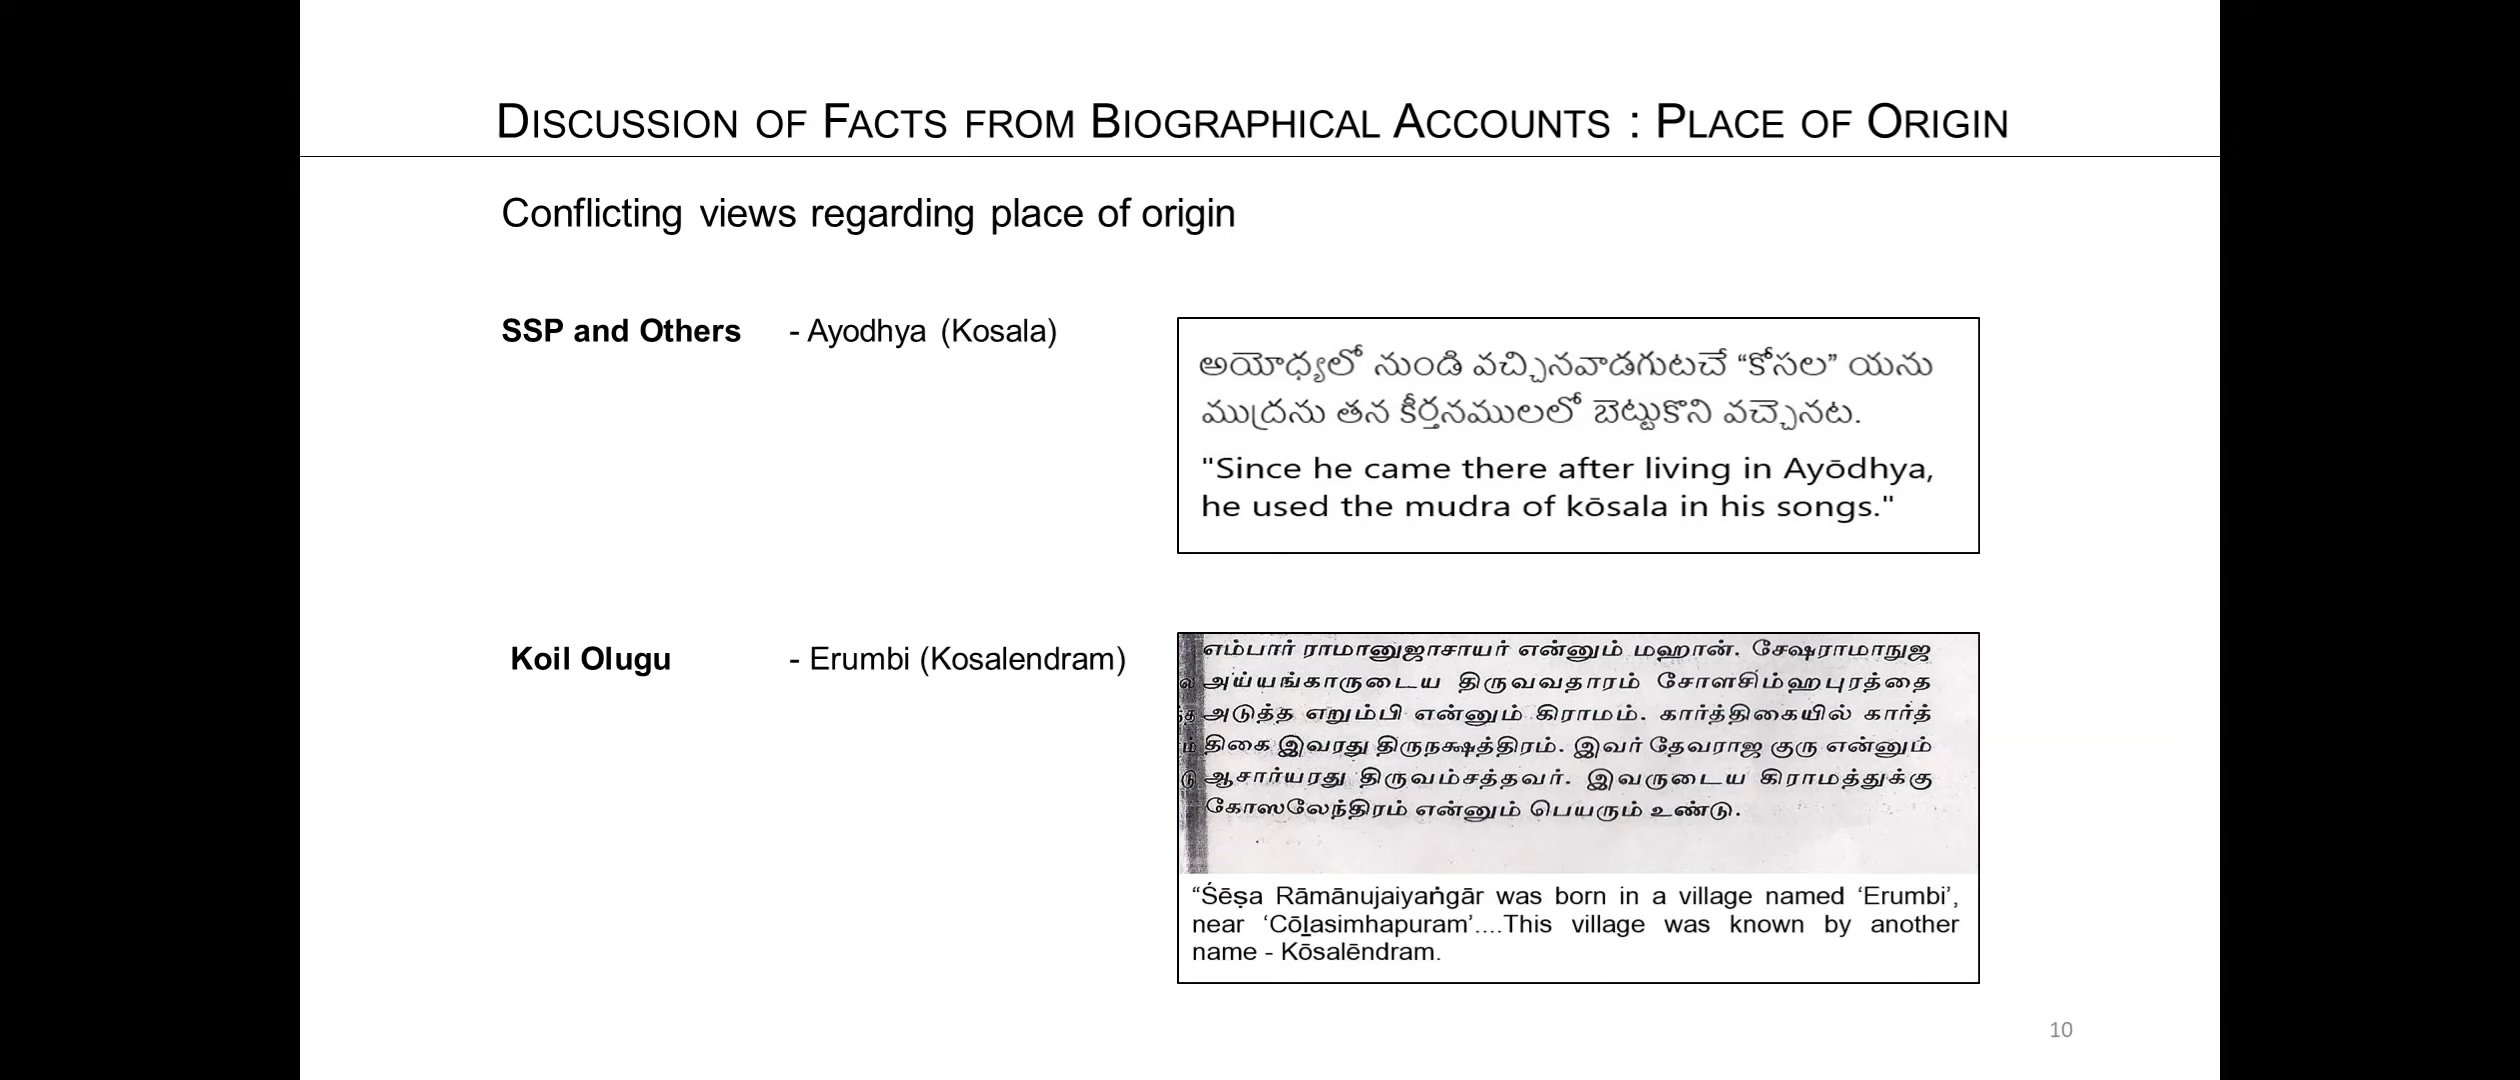 DISCUSSION OF FACTS FROM BIOGRAPHICAL ACCOUNTS : PLACE OF ORIGIN
Conflicting views regarding place of origin
SSP and Others - Ayodhya (Kosala)
అయోధ్యలో నుండి వచ్చినవాడగుటచే “కోసల” యను
ముద్రను తన కీర్తనములలో బెట్టుకొని వచ్చెనట.
"Since he came there after living in Ayōdhya,
he used the mudra of kōsala in his songs."
Koil Olugu - Erumbi (Kosalendram)
எம்பார் ராமானுஜாசாயர் என்னும் மஹான். சேஷராமாநுஜ
அய்யங்காருடைய திருவவதாரம் சோளசிம்ஹபுரத்தை
அடுத்த எறும்பி என்னும் கிராமம். கார்த்திகையில் கார்த்
திகை இவரது திருநக்ஷத்திரம். இவர் தேவராஜ குரு என்னும்
ஆசார்யரது திருவம்சத்தவர். இவருடைய கிராமத்துக்கு
கோஸலேந்திரம் என்னும் பெயரும் உண்டு.
“Śēṣa Rāmānujaiyaṅgār was born in a village named ‘Erumbi’,
near ‘Cōḻasimhapuram’....This village was known by another
name - Kōsalēndram.
10